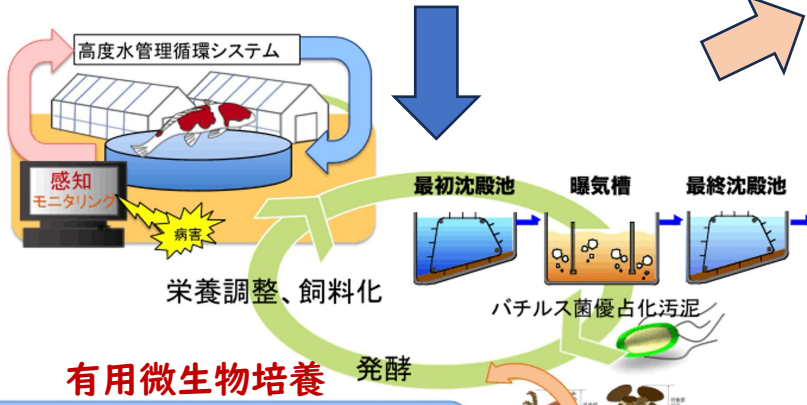 高度水管理循環システム
感知
モニタリング
病害
最初沈殿池
曝気槽
最終沈殿池
栄養調整、飼料化
バチルス菌優占化汚泥
発酵
有用微生物培養